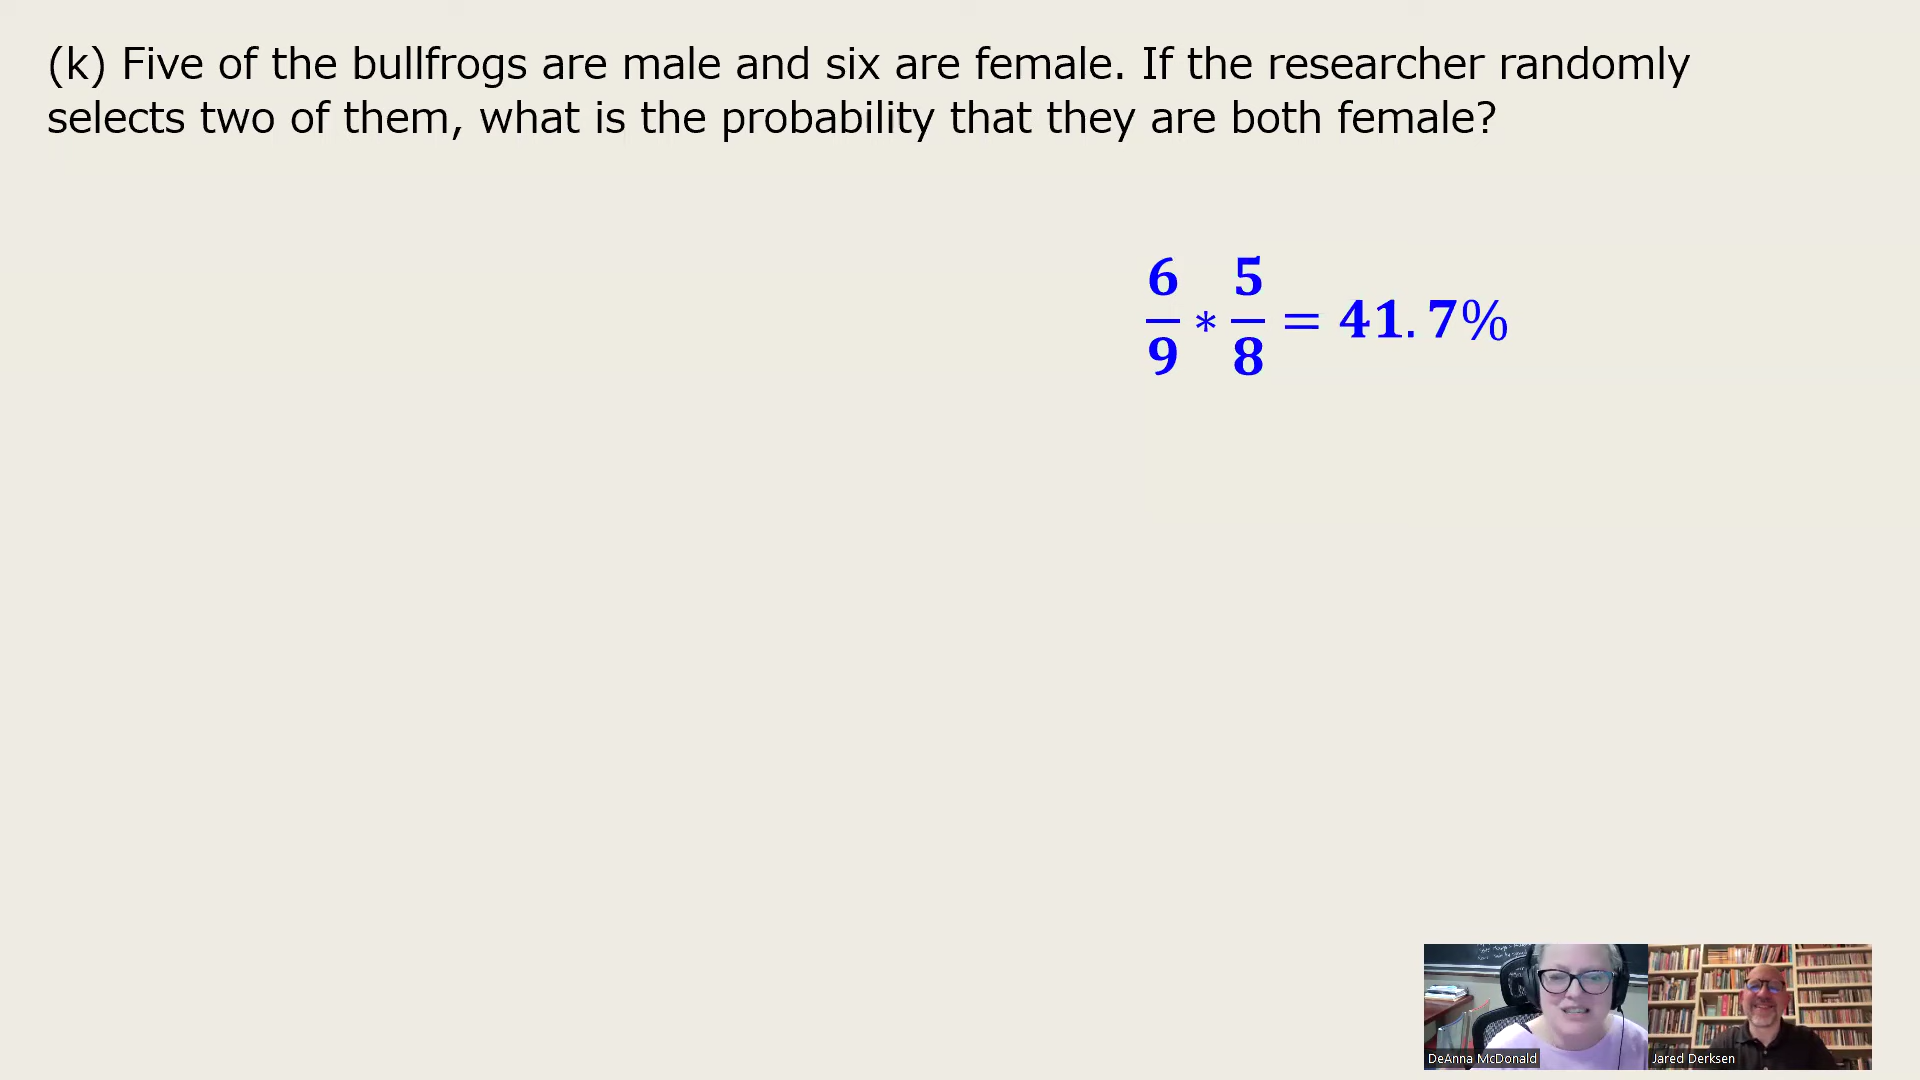 (k) Five of the bullfrogs are male and six are female. If the researcher randomly
selects two of them, what is the probability that they are both female?
6/9 * 5/8 = 41.7%
DeAnna McDonald
Jared Derksen